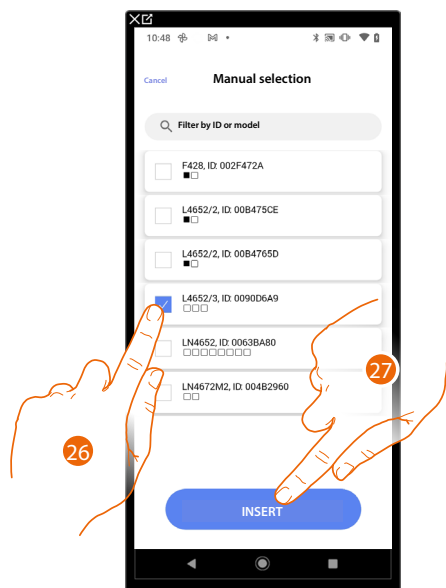 10:48
Cancel
Manual selection
Filter by ID or model
F428, ID: 002F472A
L4652/2, ID: 00B475CE
L4652/2, ID: 00B4765D
L4652/3, ID: 0090D6A9
LN4652, ID: 0063BA80
LN4672M2, ID: 004B2960
26
27
INSERT